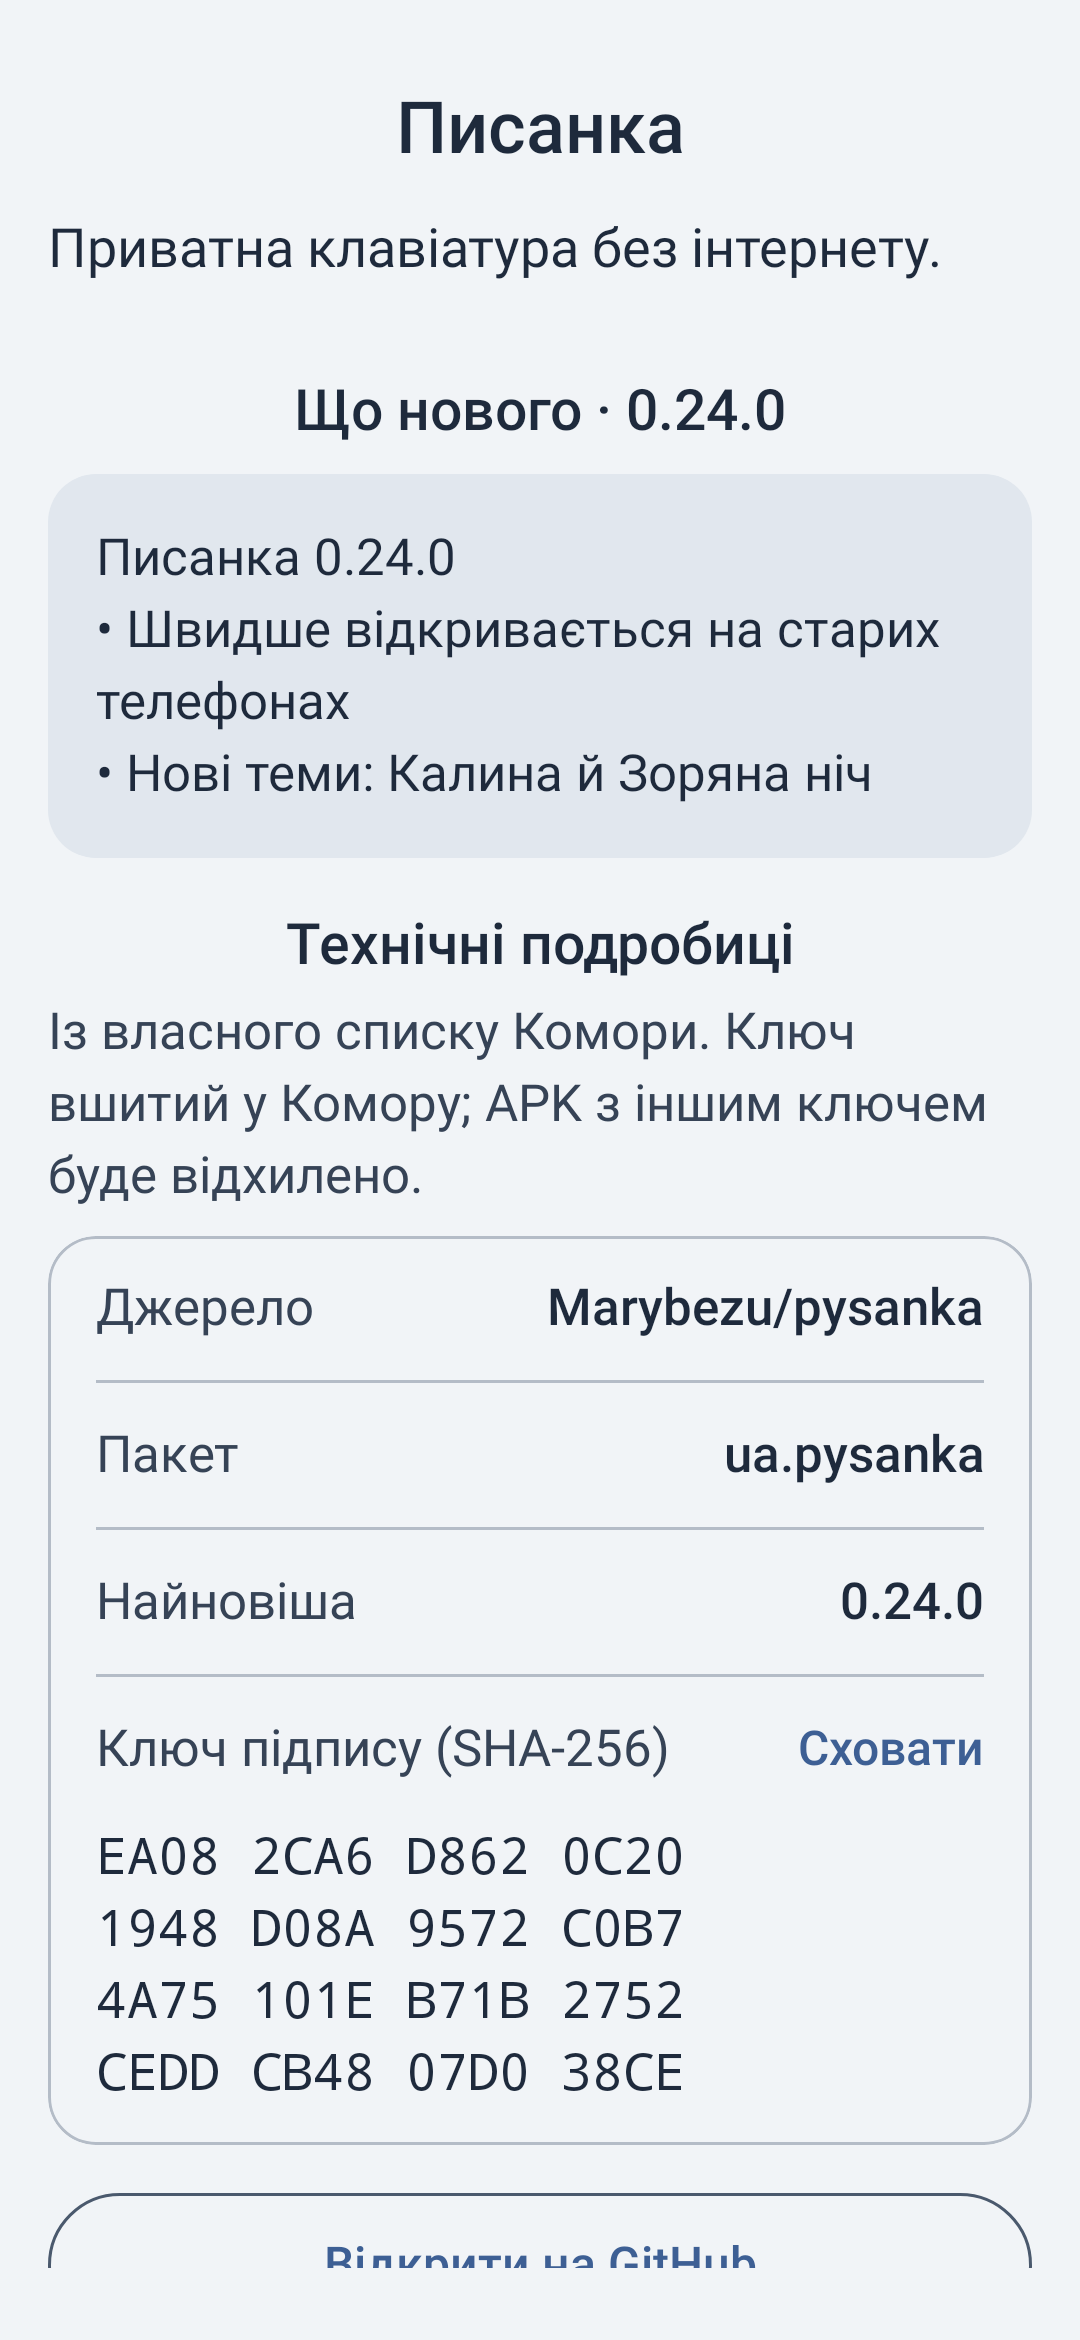 Писанка
Приватна клавіатура без інтернету.
Що нового · 0.24.0
Писанка 0.24.0
• Швидше відкривається на старих
телефонах
• Нові теми: Калина й Зоряна ніч
Технічні подробиці
Із власного списку Комори. Ключ
вшитий у Комору; APK з іншим ключем
буде відхилено.
Джерело Marybezu/pysanka
Пакет ua.pysanka
Найновіша 0.24.0
Ключ підпису (SHA-256) Сховати
EA08 2CA6 D862 0C20
1948 D08A 9572 C0B7
4A75 101E B71B 2752
CEDD CB48 07D0 38CE
Відкрити на GitHub